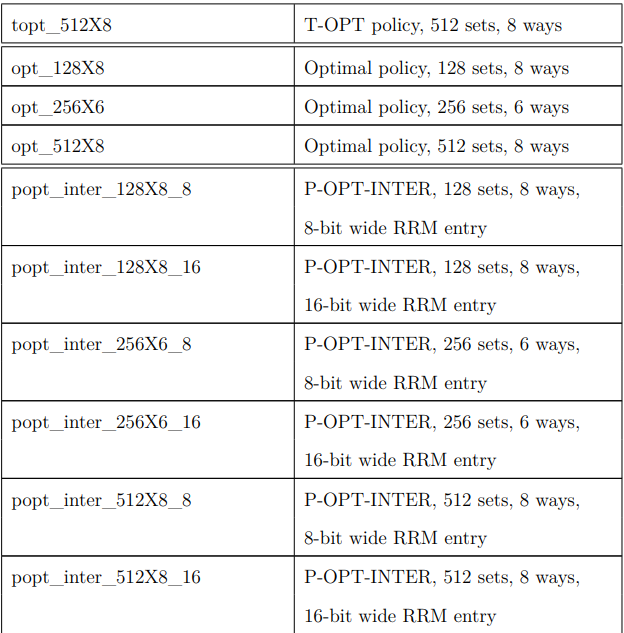 topt_512X8 T-OPT policy, 512 sets, 8 ways
opt_128X8 Optimal policy, 128 sets, 8 ways
opt_256X6 Optimal policy, 256 sets, 6 ways
opt_512X8 Optimal policy, 512 sets, 8 ways
popt_inter_128X8_8 P-OPT-INTER, 128 sets, 8 ways,
8-bit wide RRM entry
popt_inter_128X8_16 P-OPT-INTER, 128 sets, 8 ways,
16-bit wide RRM entry
popt_inter_256X6_8 P-OPT-INTER, 256 sets, 6 ways,
8-bit wide RRM entry
popt_inter_256X6_16 P-OPT-INTER, 256 sets, 6 ways,
16-bit wide RRM entry
popt_inter_512X8_8 P-OPT-INTER, 512 sets, 8 ways,
8-bit wide RRM entry
popt_inter_512X8_16 P-OPT-INTER, 512 sets, 8 ways,
16-bit wide RRM entry